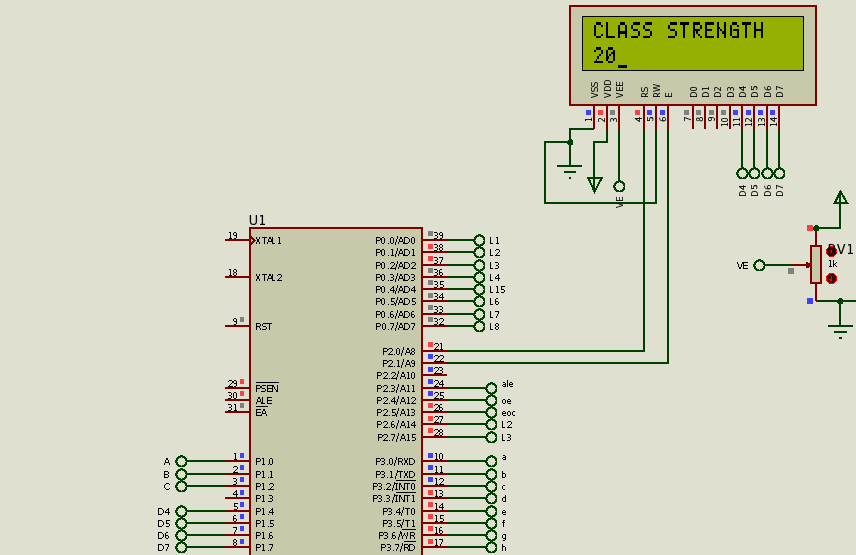 CLASS STRENGTH
20_
VSS VDD VEE RS RW E D0 D1 D2 D3 D4 D5 D6 D7
1 2 3 4 5 6 7 8 9 10 11 12 13 14
D4 D5 D6 D7
VE
U1
RV1
1k
VE
19 XTAL1 P0.0/AD0 39 L1
P0.1/AD1 38 L2
P0.2/AD2 37 L3
18 XTAL2 P0.3/AD3 36 L4
P0.4/AD4 35 L15
P0.5/AD5 34 L6
P0.6/AD6 33 L7
9 RST P0.7/AD7 32 L8
P2.0/A8 21
P2.1/A9 22
P2.2/A10 23
29 PSEN P2.3/A11 24 ale
30 ALE P2.4/A12 25 oe
31 EA P2.5/A13 26 eoc
P2.6/A14 27 L2
P2.7/A15 28 L3
A 1 P1.0 P3.0/RXD 10 a
B 2 P1.1 P3.1/TXD 11 b
C 3 P1.2 P3.2/INT0 12 c
4 P1.3 P3.3/INT1 13 d
D4 5 P1.4 P3.4/T0 14 e
D5 6 P1.5 P3.5/T1 15 f
D6 7 P1.6 P3.6/WR 16 g
D7 8 P1.7 P3.7/RD 17 h